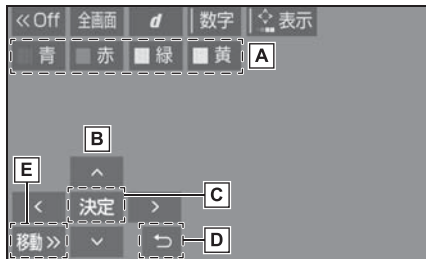 ≪ Off 全画面 d 数字 表示
青 赤 緑 黄 A
B
E
C
< 決定 >
移動 ≫ D